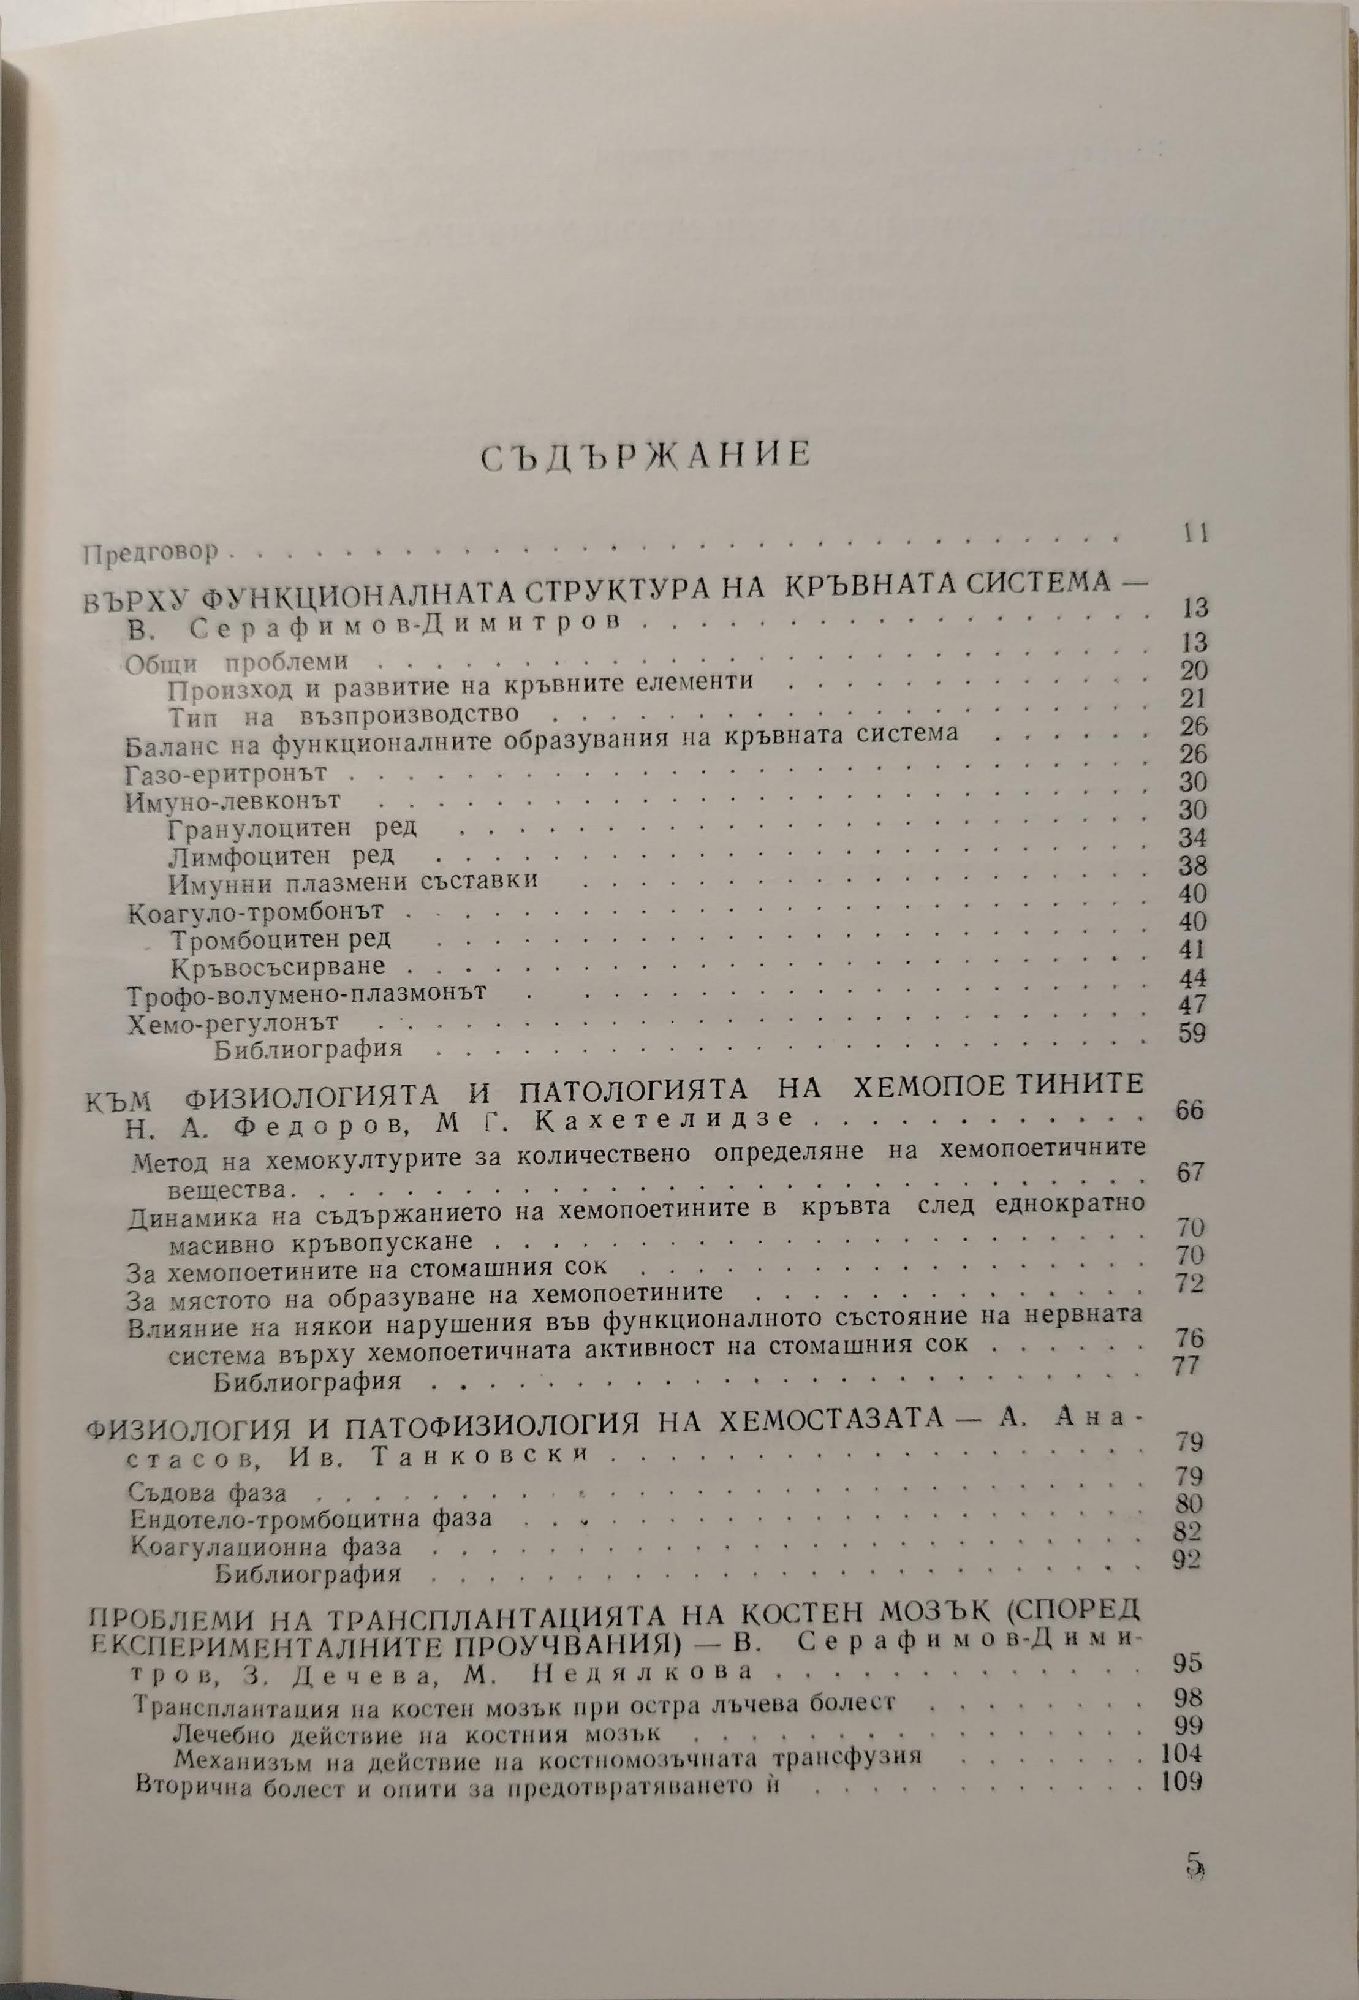 СЪДЪРЖАНИЕ
Предговор . . . . . . . . . . . . . . . . . . . . 11
ВЪРХУ ФУНКЦИОНАЛНАТА СТРУКТУРА НА КРЪВНАТА СИСТЕМА —
В. Серафимов-Димитров . . . . . . . . . . . . . . . 13
Общи проблеми . . . . . . . . . . . . . . . . . . 13
Произход и развитие на кръвните елементи . . . . . . . . 20
Тип на възпроизводство . . . . . . . . . . . . . . 21
Баланс на функционалните образувания на кръвната система . . . . . . 26
Газо-еритронът . . . . . . . . . . . . . . . . . . 26
Имуно-левконът . . . . . . . . . . . . . . . . . . 30
Гранулоцитен ред . . . . . . . . . . . . . . . . 30
Лимфоцитен ред . . . . . . . . . . . . . . . . . 34
Имунни плазмени съставки . . . . . . . . . . . . . 38
Коагуло-тромбонът . . . . . . . . . . . . . . . . . 40
Тромбоцитен ред . . . . . . . . . . . . . . . . . 40
Кръвосъсирване . . . . . . . . . . . . . . . . . 41
Трофо-волумено-плазмонът . . . . . . . . . . . . . . 44
Хемо-регулонът . . . . . . . . . . . . . . . . . . 47
Библиография . . . . . . . . . . . . . . . . . . 59
КЪМ ФИЗИОЛОГИЯТА И ПАТОЛОГИЯТА НА ХЕМОПОЕТИНИТЕ
Н. А. Федоров, М Г. Кахетелидзе . . . . . . . . . . . . 66
Метод на хемокултурите за количествено определяне на хемопоетичните
вещества. . . . . . . . . . . . . . . . . . . . . 67
Динамика на съдържанието на хемопоетините в кръвта след еднократно
масивно кръвопускане . . . . . . . . . . . . . . . . 70
За хемопоетините на стомашния сок . . . . . . . . . . . . 70
За мястото на образуване на хемопоетините . . . . . . . . . 72
Влияние на някои нарушения във функционалното състояние на нервната
система върху хемопоетичната активност на стомашния сок . . . . . . 76
Библиография . . . . . . . . . . . . . . . . . . 77
ФИЗИОЛОГИЯ И ПАТОФИЗИОЛОГИЯ НА ХЕМОСТАЗАТА — А. Ана-
стасов, Ив. Танковски . . . . . . . . . . . . . . . . 79
Съдова фаза . . . . . . . . . . . . . . . . . . . 79
Ендотело-тромбоцитна фаза . . . . . . . . . . . . . . 80
Коагулационна фаза . . . . . . . . . . . . . . . . . 82
Библиография . . . . . . . . . . . . . . . . . . 92
ПРОБЛЕМИ НА ТРАНСПЛАНТАЦИЯТА НА КОСТЕН МОЗЪК (СПОРЕД
ЕКСПЕРИМЕНТАЛНИТЕ ПРОУЧВАНИЯ) — В. Серафимов-Дими-
тров, З. Дечева, М. Недялкова . . . . . . . . . . . . . 95
Трансплантация на костен мозък при остра лъчева болест . . . . . . . 98
Лечебно действие на костния мозък . . . . . . . . . . . 99
Механизъм на действие на костномозъчната трансфузия . . . . . . 104
Вторична болест и опити за предотвратяването ѝ . . . . . . . . . 109
5